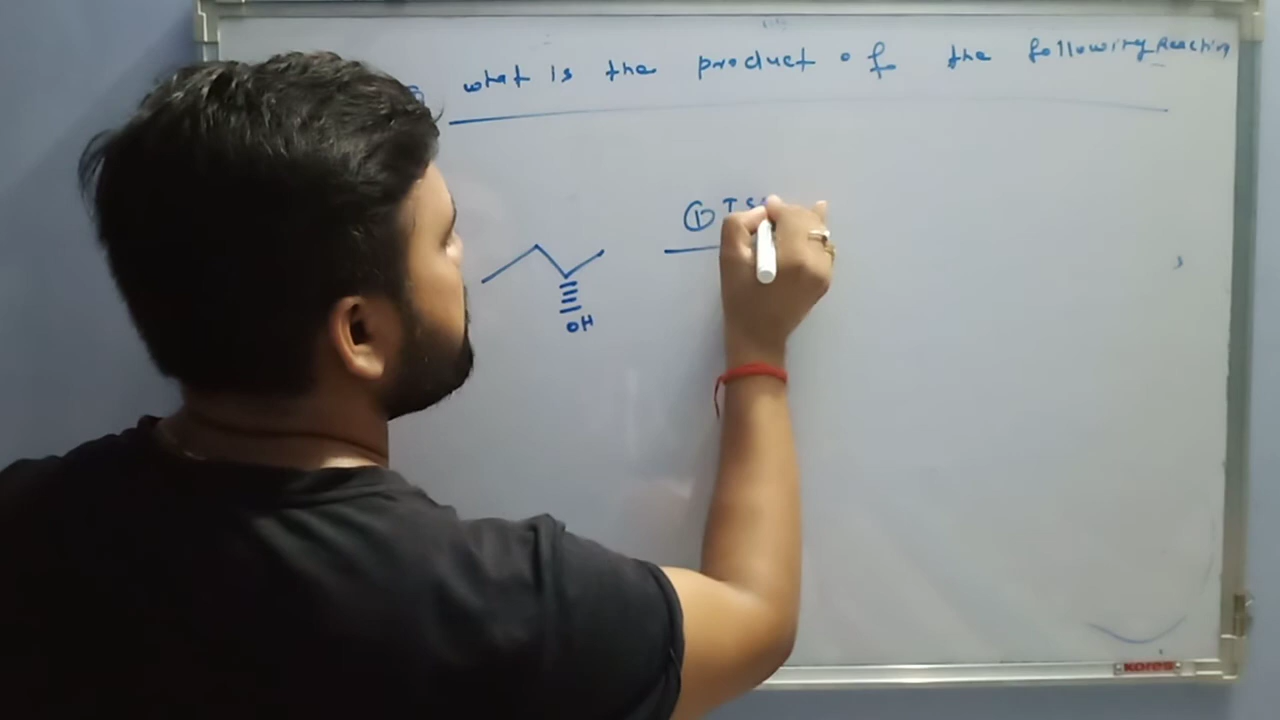 what is the product of the following Reaction
① TS
OH
KORES